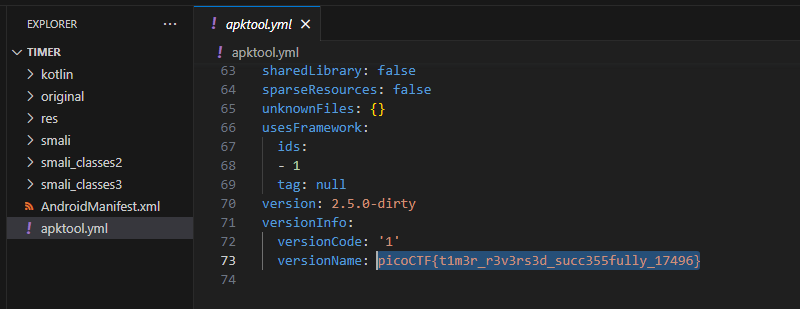 EXPLORER
···
! apktool.yml ×
TIMER
! apktool.yml
kotlin
original
res
smali
smali_classes2
smali_classes3
AndroidManifest.xml
! apktool.yml
63 sharedLibrary: false
64 sparseResources: false
65 unknownFiles: {}
66 usesFramework:
67 ids:
68 - 1
69 tag: null
70 version: 2.5.0-dirty
71 versionInfo:
72 versionCode: '1'
73 versionName: picoCTF{t1m3r_r3v3rs3d_succ355fully_17496}
74